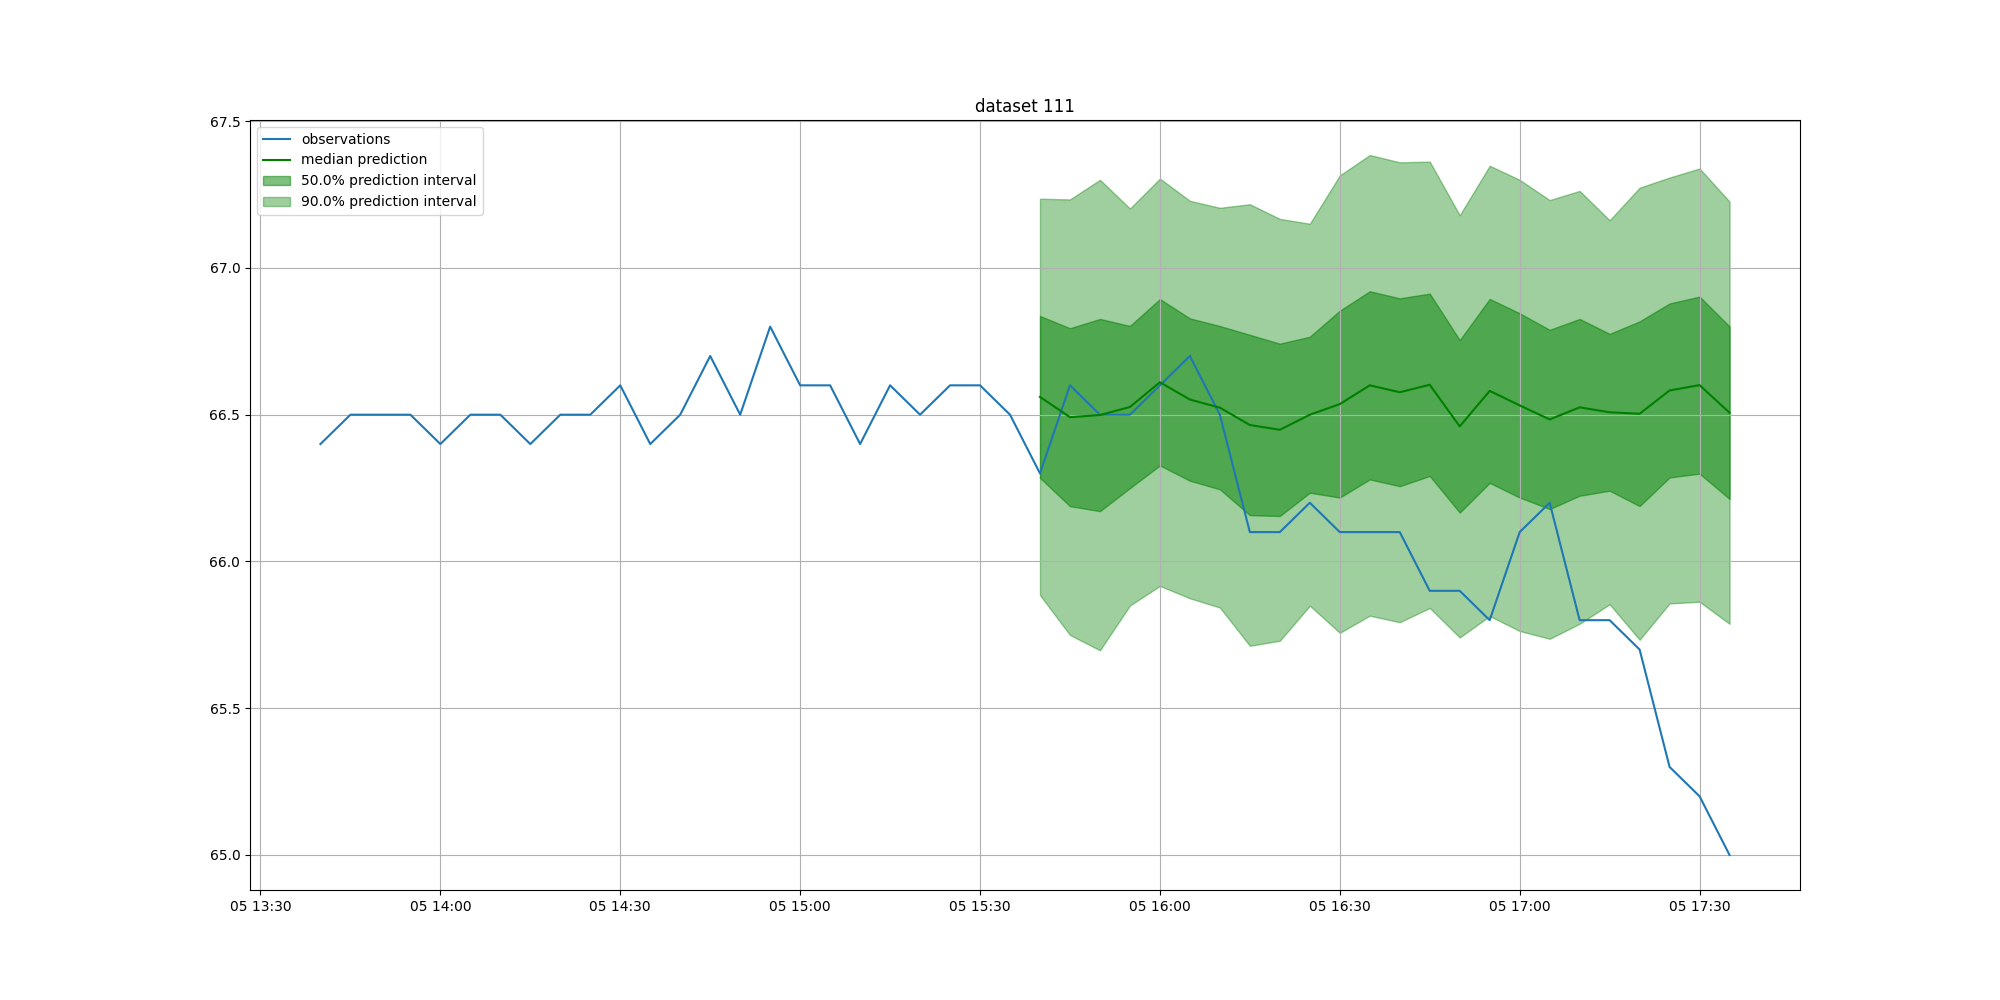 dataset 111
67.5
67.0
66.5
66.0
65.5
65.0
observations
median prediction
50.0% prediction interval
90.0% prediction interval
05 13:30 05 14:00 05 14:30 05 15:00 05 15:30 05 16:00 05 16:30 05 17:00 05 17:30